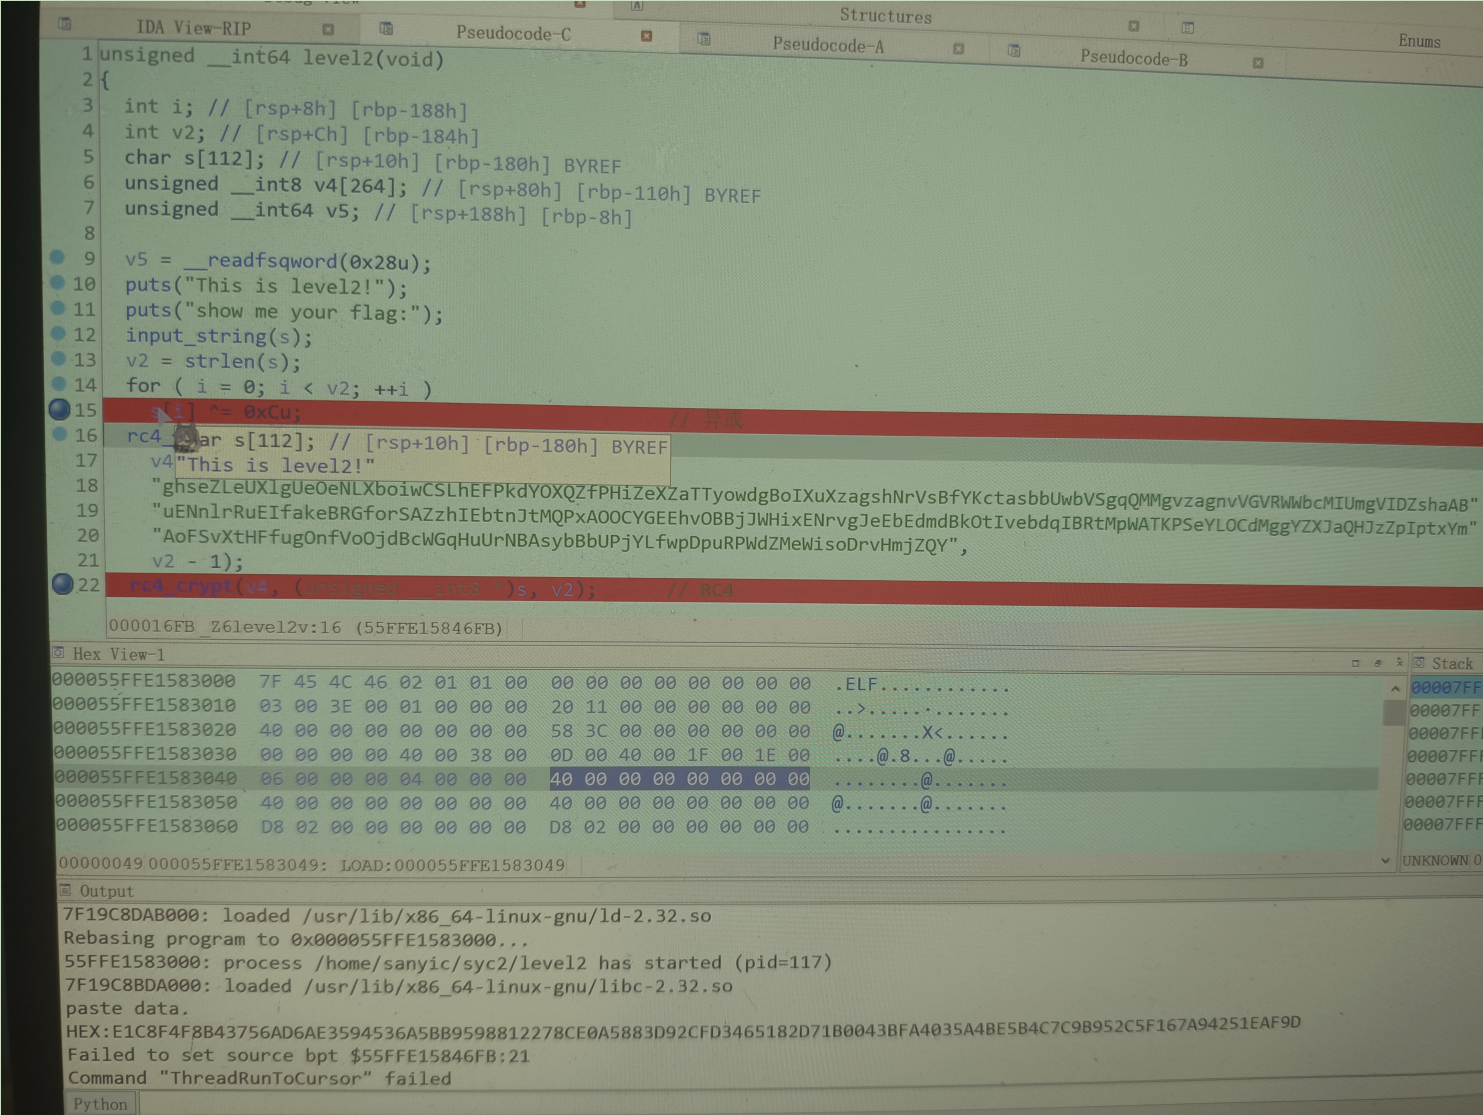 Structures
IDA View-RIP
Pseudocode-C
Pseudocode-A
Pseudocode-B
Enums
1 unsigned __int64 level2(void)
2 {
3 int i; // [rsp+8h] [rbp-188h]
4 int v2; // [rsp+Ch] [rbp-184h]
5 char s[112]; // [rsp+10h] [rbp-180h] BYREF
6 unsigned __int8 v4[264]; // [rsp+80h] [rbp-110h] BYREF
7 unsigned __int64 v5; // [rsp+188h] [rbp-8h]
8
9 v5 = __readfsqword(0x28u);
10 puts("This is level2!");
11 puts("show me your flag:");
12 input_string(s);
13 v2 = strlen(s);
14 for ( i = 0; i < v2; ++i )
15 s[i] ^= 0xCu; // 异或
16 rc4_
char s[112]; // [rsp+10h] [rbp-180h] BYREF
17 v4
"This is level2!"
18 "ghseZLeUXlgUeOeNLXboiwCSLhEFPkdYOXQZfPHiZeXZaTTyowdgBoIXuXzagshNrVsBfYKctasbbUwbVSgqQMMgvzagnvVGVRWWbcMIUmgVIDZshaAB"
19 "uENnlrRuEIfakeBRGforSAZzhIEbtnJtMQPxAOOCYGEEhvOBBjJWHixENrvgJeEbEdmdBkOtIvebdqIBRtMpWATKPSeYLOCdMggYZXJaQHJzZpIptxYm"
20 "AoFSvXtHFfugOnfVoOjdBcWGqHuUrNBAsybBbUPjYLfwpDpuRPWdZMeWisoDrvHmjZQY",
21 v2 - 1);
22 rc4_crypt(v4, (unsigned __int8 *)s, v2); // RC4
000016FB _Z6level2v:16 (55FFE15846FB)
Hex View-1
Stack
000055FFE1583000 7F 45 4C 46 02 01 01 00 00 00 00 00 00 00 00 00 .ELF............
00007FF
000055FFE1583010 03 00 3E 00 01 00 00 00 20 11 00 00 00 00 00 00 ..>.............
00007FF
000055FFE1583020 40 00 00 00 00 00 00 00 58 3C 00 00 00 00 00 00 @.......X<......
00007FF
000055FFE1583030 00 00 00 00 40 00 38 00 0D 00 40 00 1F 00 1E 00 ....@.8...@.....
00007FF
000055FFE1583040 06 00 00 00 04 00 00 00 40 00 00 00 00 00 00 00 ........@.......
00007FFF
000055FFE1583050 40 00 00 00 00 00 00 00 40 00 00 00 00 00 00 00 @.......@.......
00007FFF
000055FFE1583060 D8 02 00 00 00 00 00 00 D8 02 00 00 00 00 00 00 ................
00007FFF
00000049 000055FFE1583049: LOAD:000055FFE1583049
UNKNOWN 0
Output
7F19C8DAB000: loaded /usr/lib/x86_64-linux-gnu/ld-2.32.so
Rebasing program to 0x000055FFE1583000...
55FFE1583000: process /home/sanyic/syc2/level2 has started (pid=117)
7F19C8BDA000: loaded /usr/lib/x86_64-linux-gnu/libc-2.32.so
paste data.
HEX:E1C8F4F8B43756AD6AE3594536A5BB9598812278CE0A5883D92CFD3465182D71B0043BFA4035A4BE5B4C7C9B952C5F167A94251EAF9D
Failed to set source bpt $55FFE15846FB:21
Command "ThreadRunToCursor" failed
Python